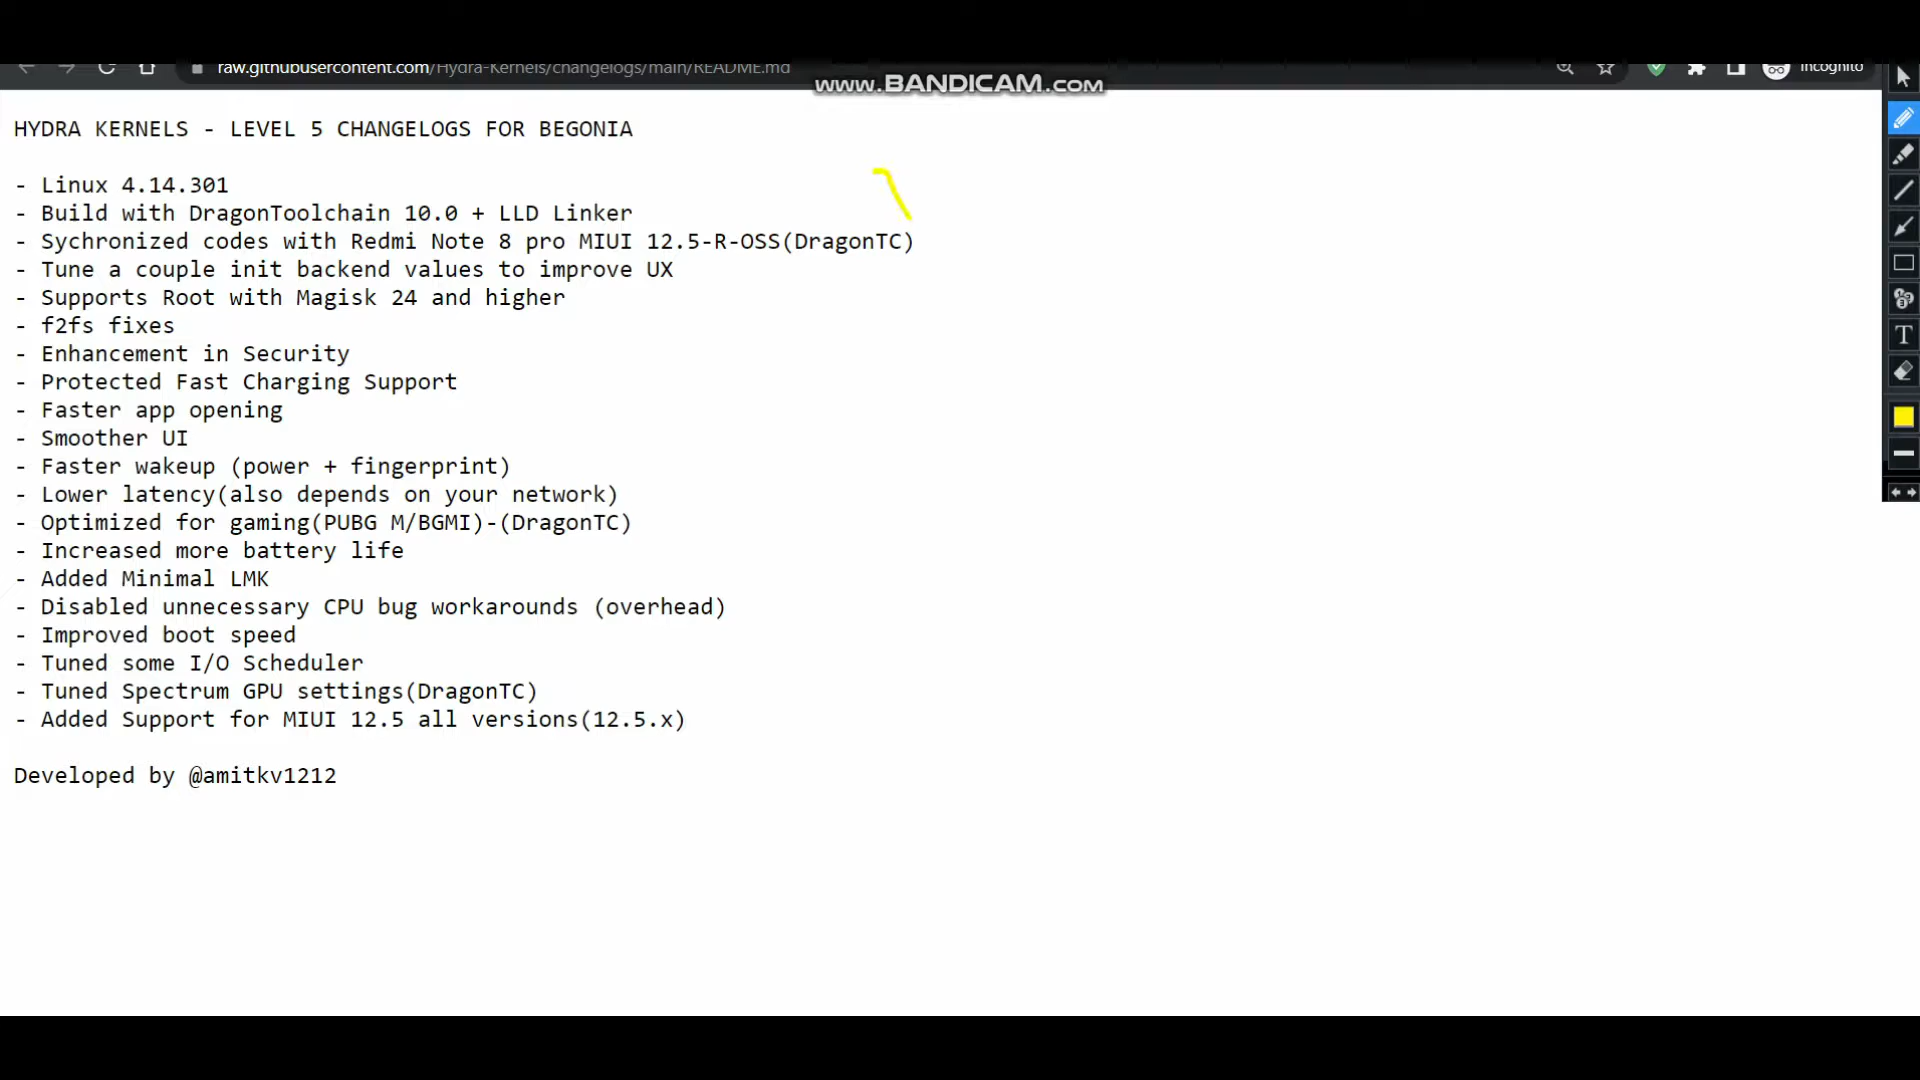 raw.githubusercontent.com/Hydra-Kernels/changelogs/main/README.md
Incognito
www.BANDICAM.com
HYDRA KERNELS - LEVEL 5 CHANGELOGS FOR BEGONIA
- Linux 4.14.301
- Build with DragonToolchain 10.0 + LLD Linker
- Sychronized codes with Redmi Note 8 pro MIUI 12.5-R-OSS(DragonTC)
- Tune a couple init backend values to improve UX
- Supports Root with Magisk 24 and higher
- f2fs fixes
- Enhancement in Security
- Protected Fast Charging Support
- Faster app opening
- Smoother UI
- Faster wakeup (power + fingerprint)
- Lower latency(also depends on your network)
- Optimized for gaming(PUBG M/BGMI)-(DragonTC)
- Increased more battery life
- Added Minimal LMK
- Disabled unnecessary CPU bug workarounds (overhead)
- Improved boot speed
- Tuned some I/O Scheduler
- Tuned Spectrum GPU settings(DragonTC)
- Added Support for MIUI 12.5 all versions(12.5.x)
Developed by @amitkv1212